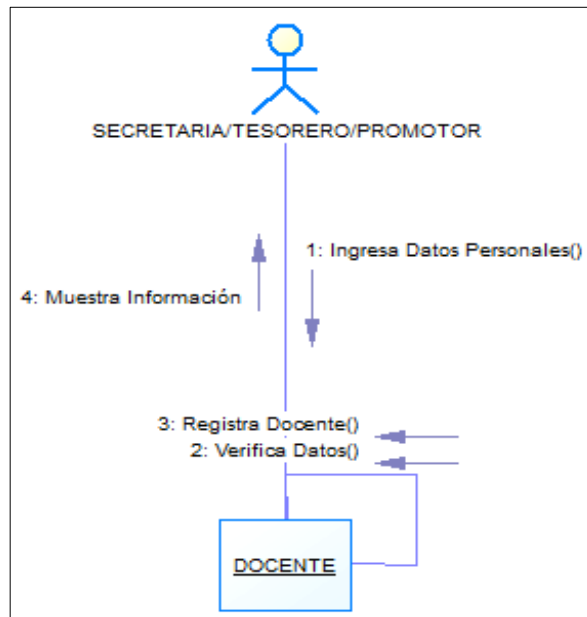 SECRETARIA/TESORERO/PROMOTOR
1: Ingresa Datos Personales()
4: Muestra Información
3: Registra Docente()
2: Verifica Datos()
DOCENTE